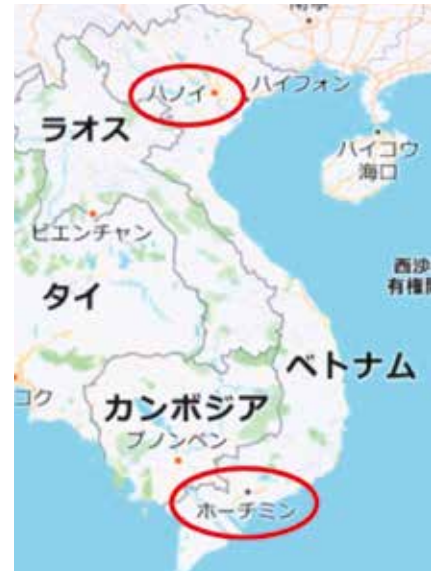 ハノイ
ハイフォン
ラオス
ハイコウ
海口
ビエンチャン
西沙
有権
タイ
ベトナム
コク
カンボジア
プノンペン
ホーチミン